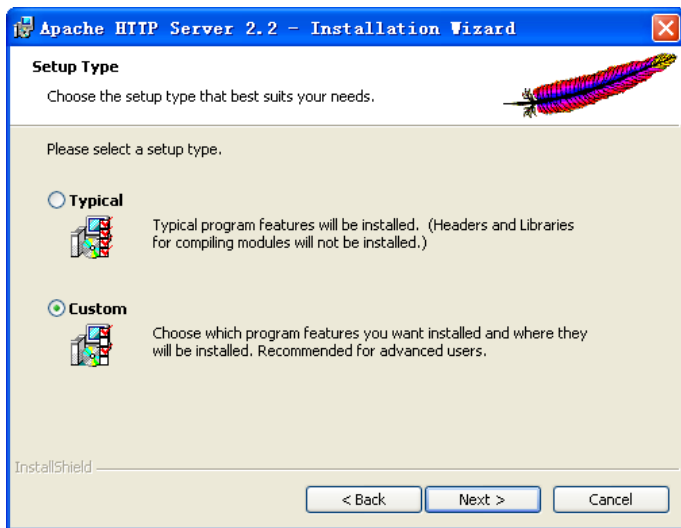 Apache HTTP Server 2.2 - Installation Wizard
Setup Type
Choose the setup type that best suits your needs.
Please select a setup type.
Typical
Typical program features will be installed. (Headers and Libraries
for compiling modules will not be installed.)
Custom
Choose which program features you want installed and where they
will be installed. Recommended for advanced users.
InstallShield
< Back
Next >
Cancel